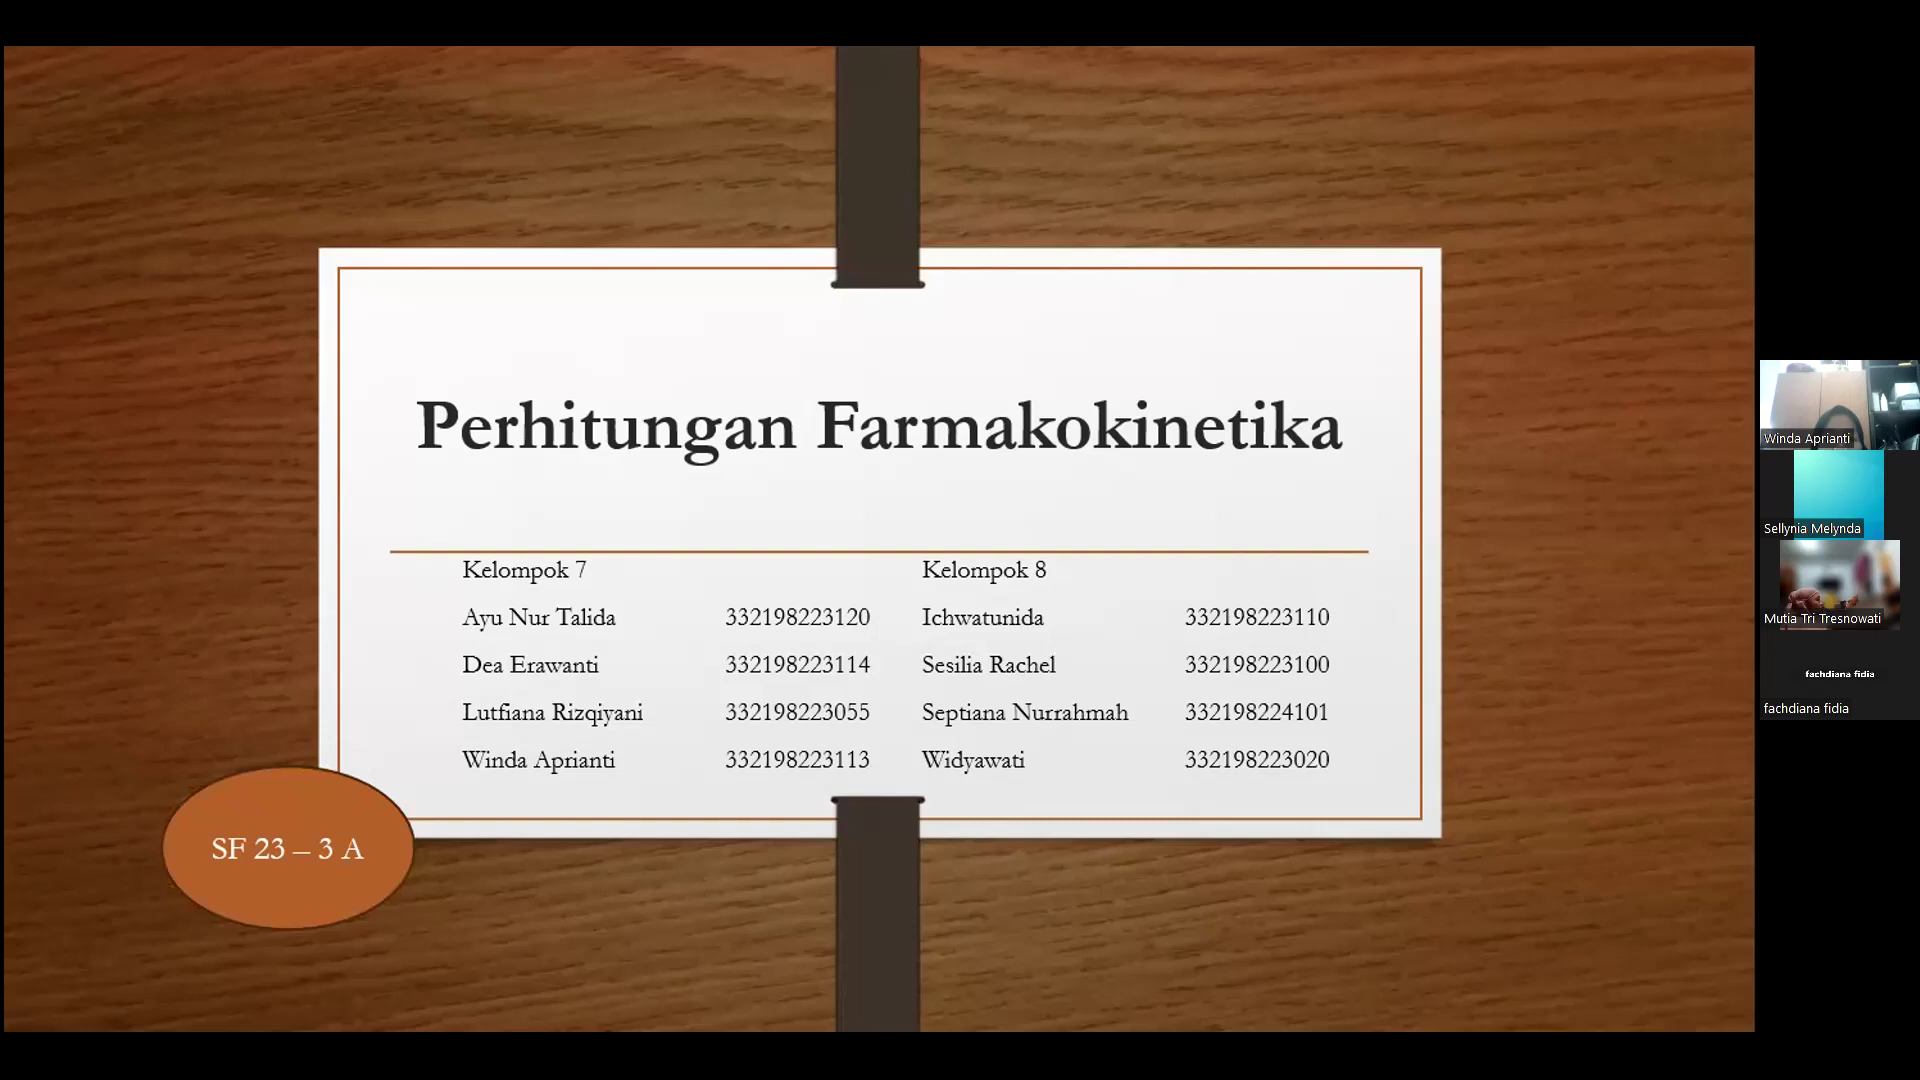 Perhitungan Farmakokinetika
Kelompok 7
Ayu Nur Talida 332198223120
Dea Erawanti 332198223114
Lutfiana Rizqiyani 332198223055
Winda Aprianti 332198223113
Kelompok 8
Ichwatunida 332198223110
Sesilia Rachel 332198223100
Septiana Nurrahmah 332198224101
Widyawati 332198223020
SF 23 – 3 A
Winda Aprianti
Sellynia Melynda
Mutia Tri Tresnowati
fachdiana fidia
fachdiana fidia